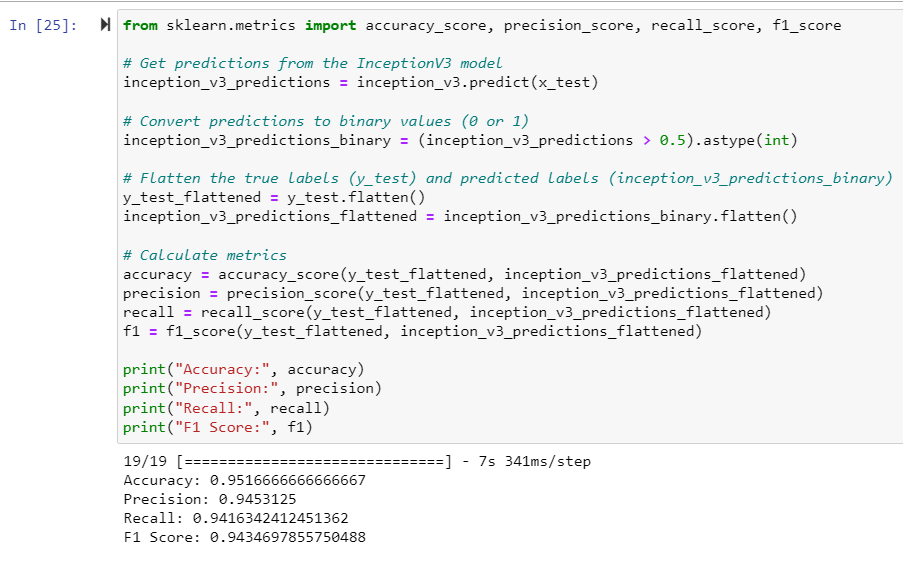 In [25]:
from sklearn.metrics import accuracy_score, precision_score, recall_score, f1_score
# Get predictions from the InceptionV3 model
inception_v3_predictions = inception_v3.predict(x_test)
# Convert predictions to binary values (0 or 1)
inception_v3_predictions_binary = (inception_v3_predictions > 0.5).astype(int)
# Flatten the true labels (y_test) and predicted labels (inception_v3_predictions_binary)
y_test_flattened = y_test.flatten()
inception_v3_predictions_flattened = inception_v3_predictions_binary.flatten()
# Calculate metrics
accuracy = accuracy_score(y_test_flattened, inception_v3_predictions_flattened)
precision = precision_score(y_test_flattened, inception_v3_predictions_flattened)
recall = recall_score(y_test_flattened, inception_v3_predictions_flattened)
f1 = f1_score(y_test_flattened, inception_v3_predictions_flattened)
print("Accuracy:", accuracy)
print("Precision:", precision)
print("Recall:", recall)
print("F1 Score:", f1)
19/19 [==============================] - 7s 341ms/step
Accuracy: 0.9516666666666667
Precision: 0.9453125
Recall: 0.9416342412451362
F1 Score: 0.9434697855750488